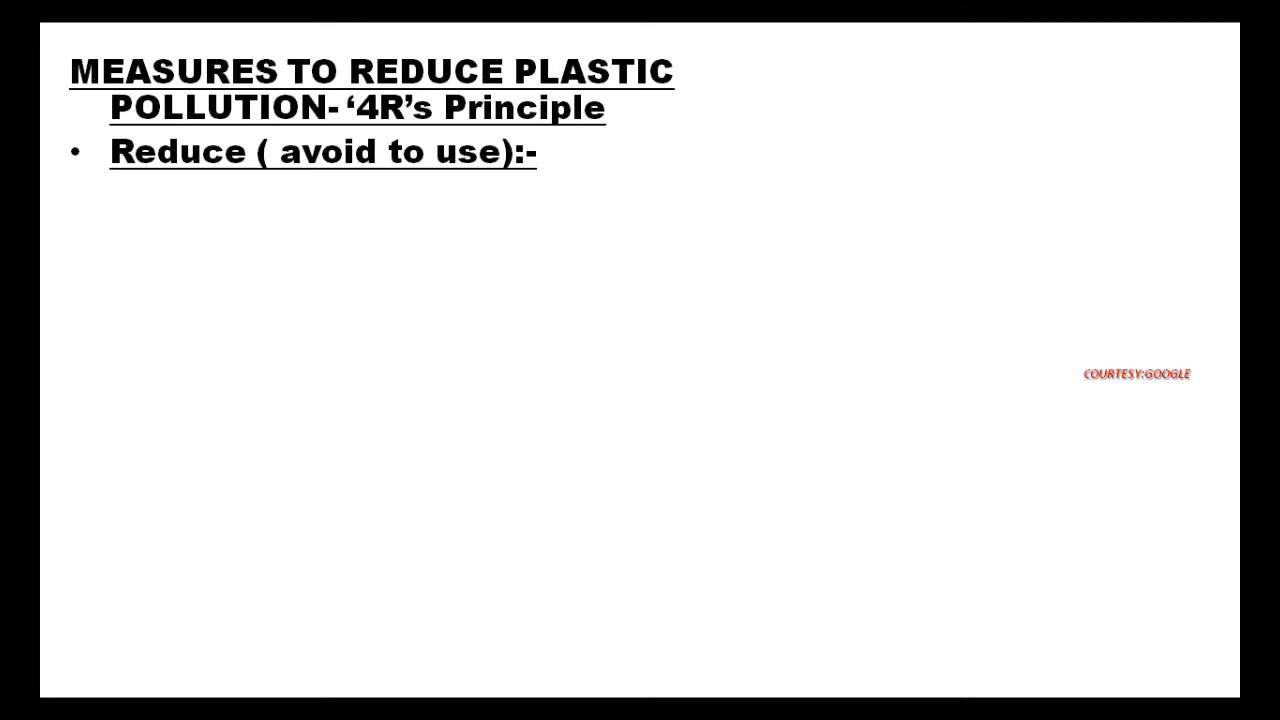 MEASURES TO REDUCE PLASTIC
POLLUTION- ‘4R’s Principle
• Reduce ( avoid to use):-
COURTESY:GOOGLE